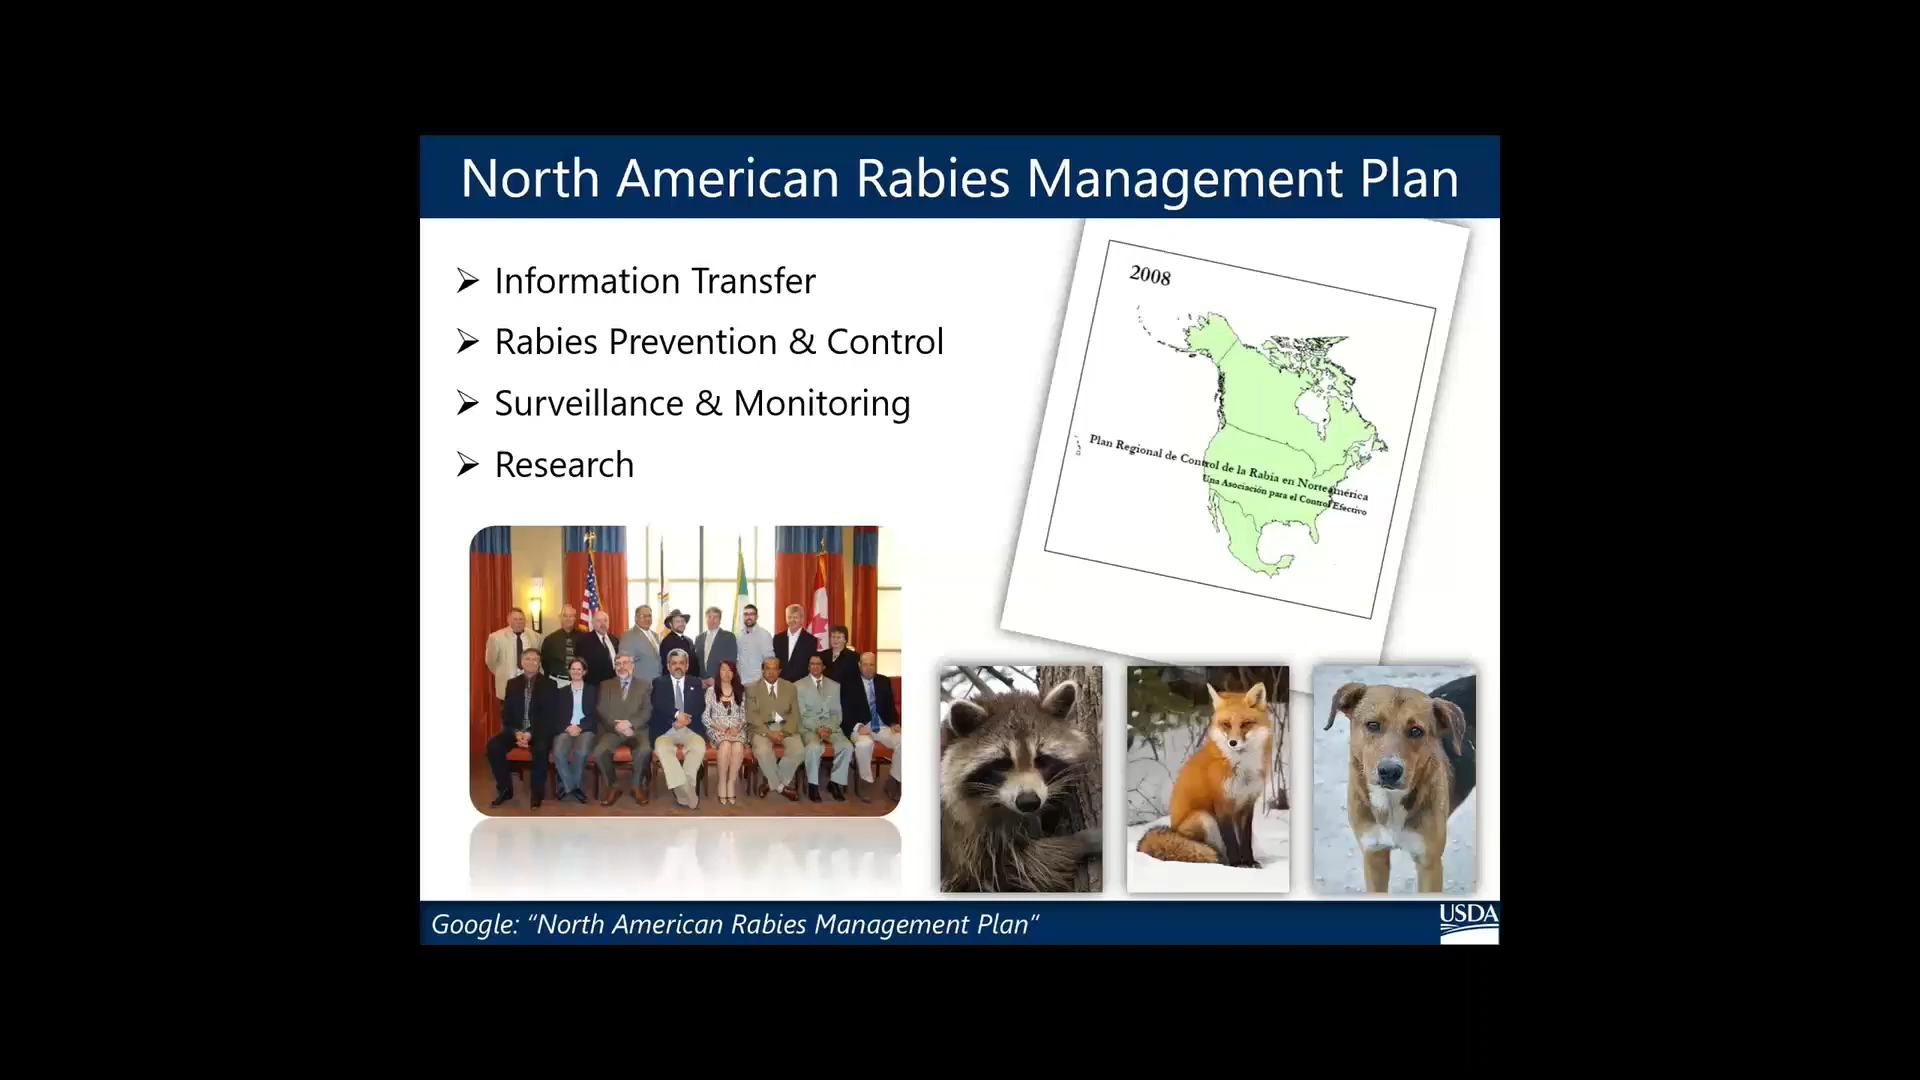 North American Rabies Management Plan
Information Transfer
Rabies Prevention & Control
Surveillance & Monitoring
Research
2008
Plan Regional de Control de la Rabia en Norteamérica
Una Asociación para el Control Efectivo
Google: “North American Rabies Management Plan”
USDA